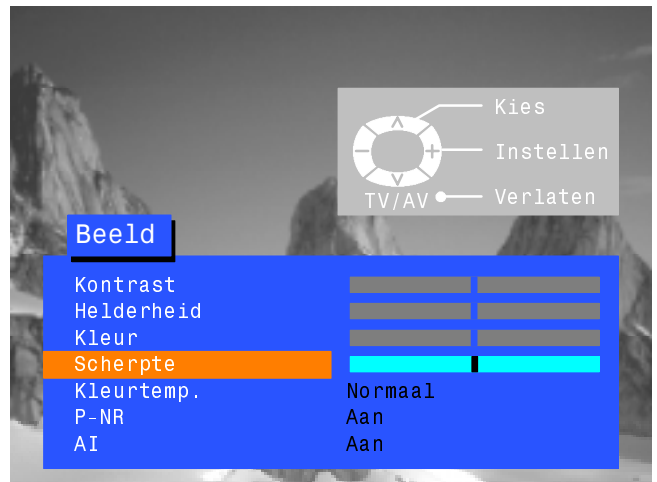 Kies
Instellen
TV/AV Verlaten
Beeld
Kontrast
Helderheid
Kleur
Scherpte
Kleurtemp. Normaal
P-NR Aan
AI Aan